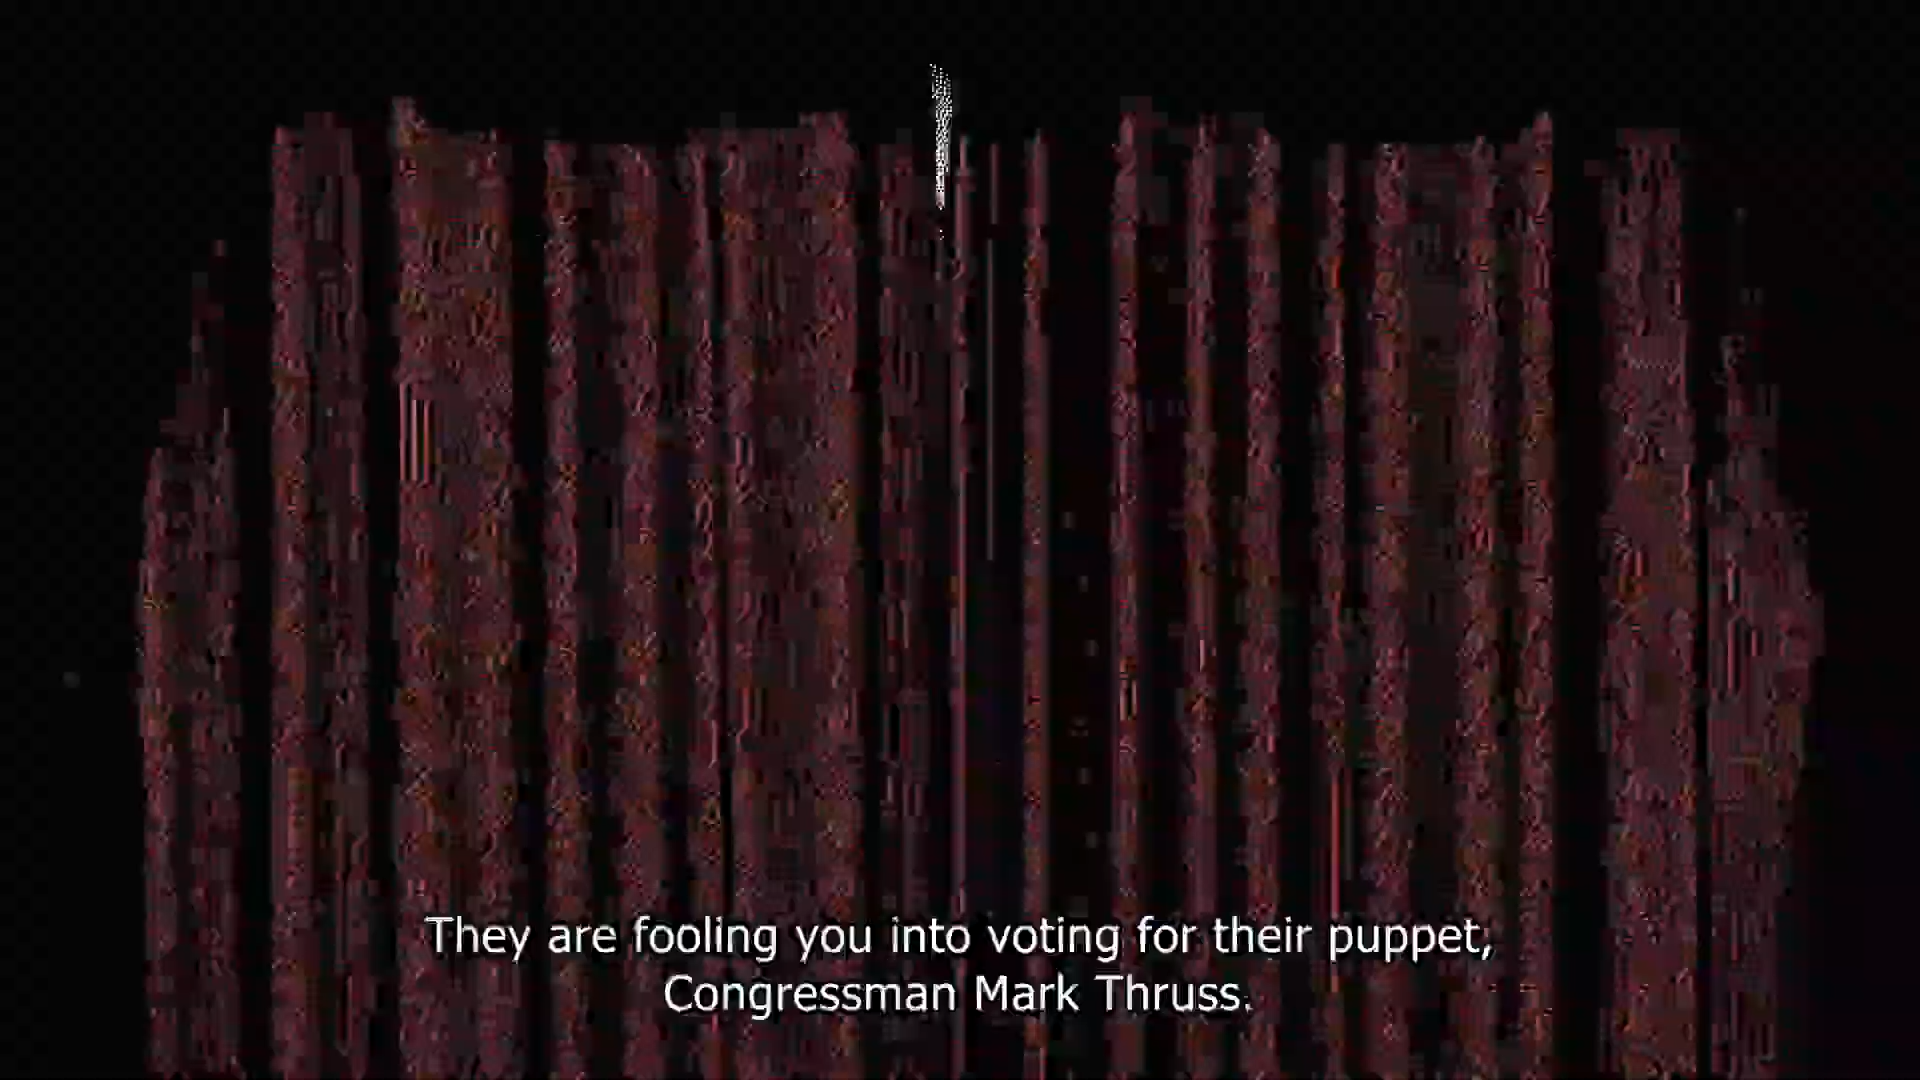 They are fooling you into voting for their puppet,
Congressman Mark Thruss.